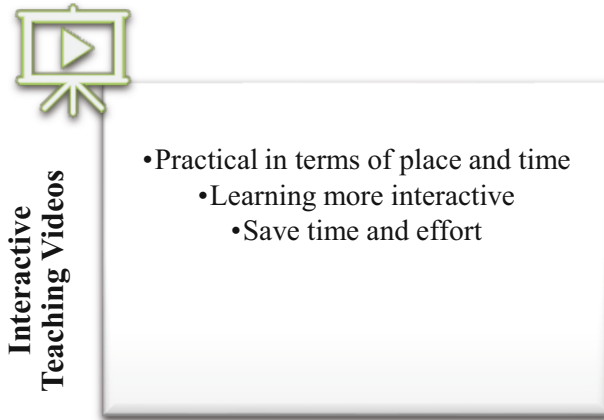 Interactive
Teaching Videos
•Practical in terms of place and time
•Learning more interactive
•Save time and effort